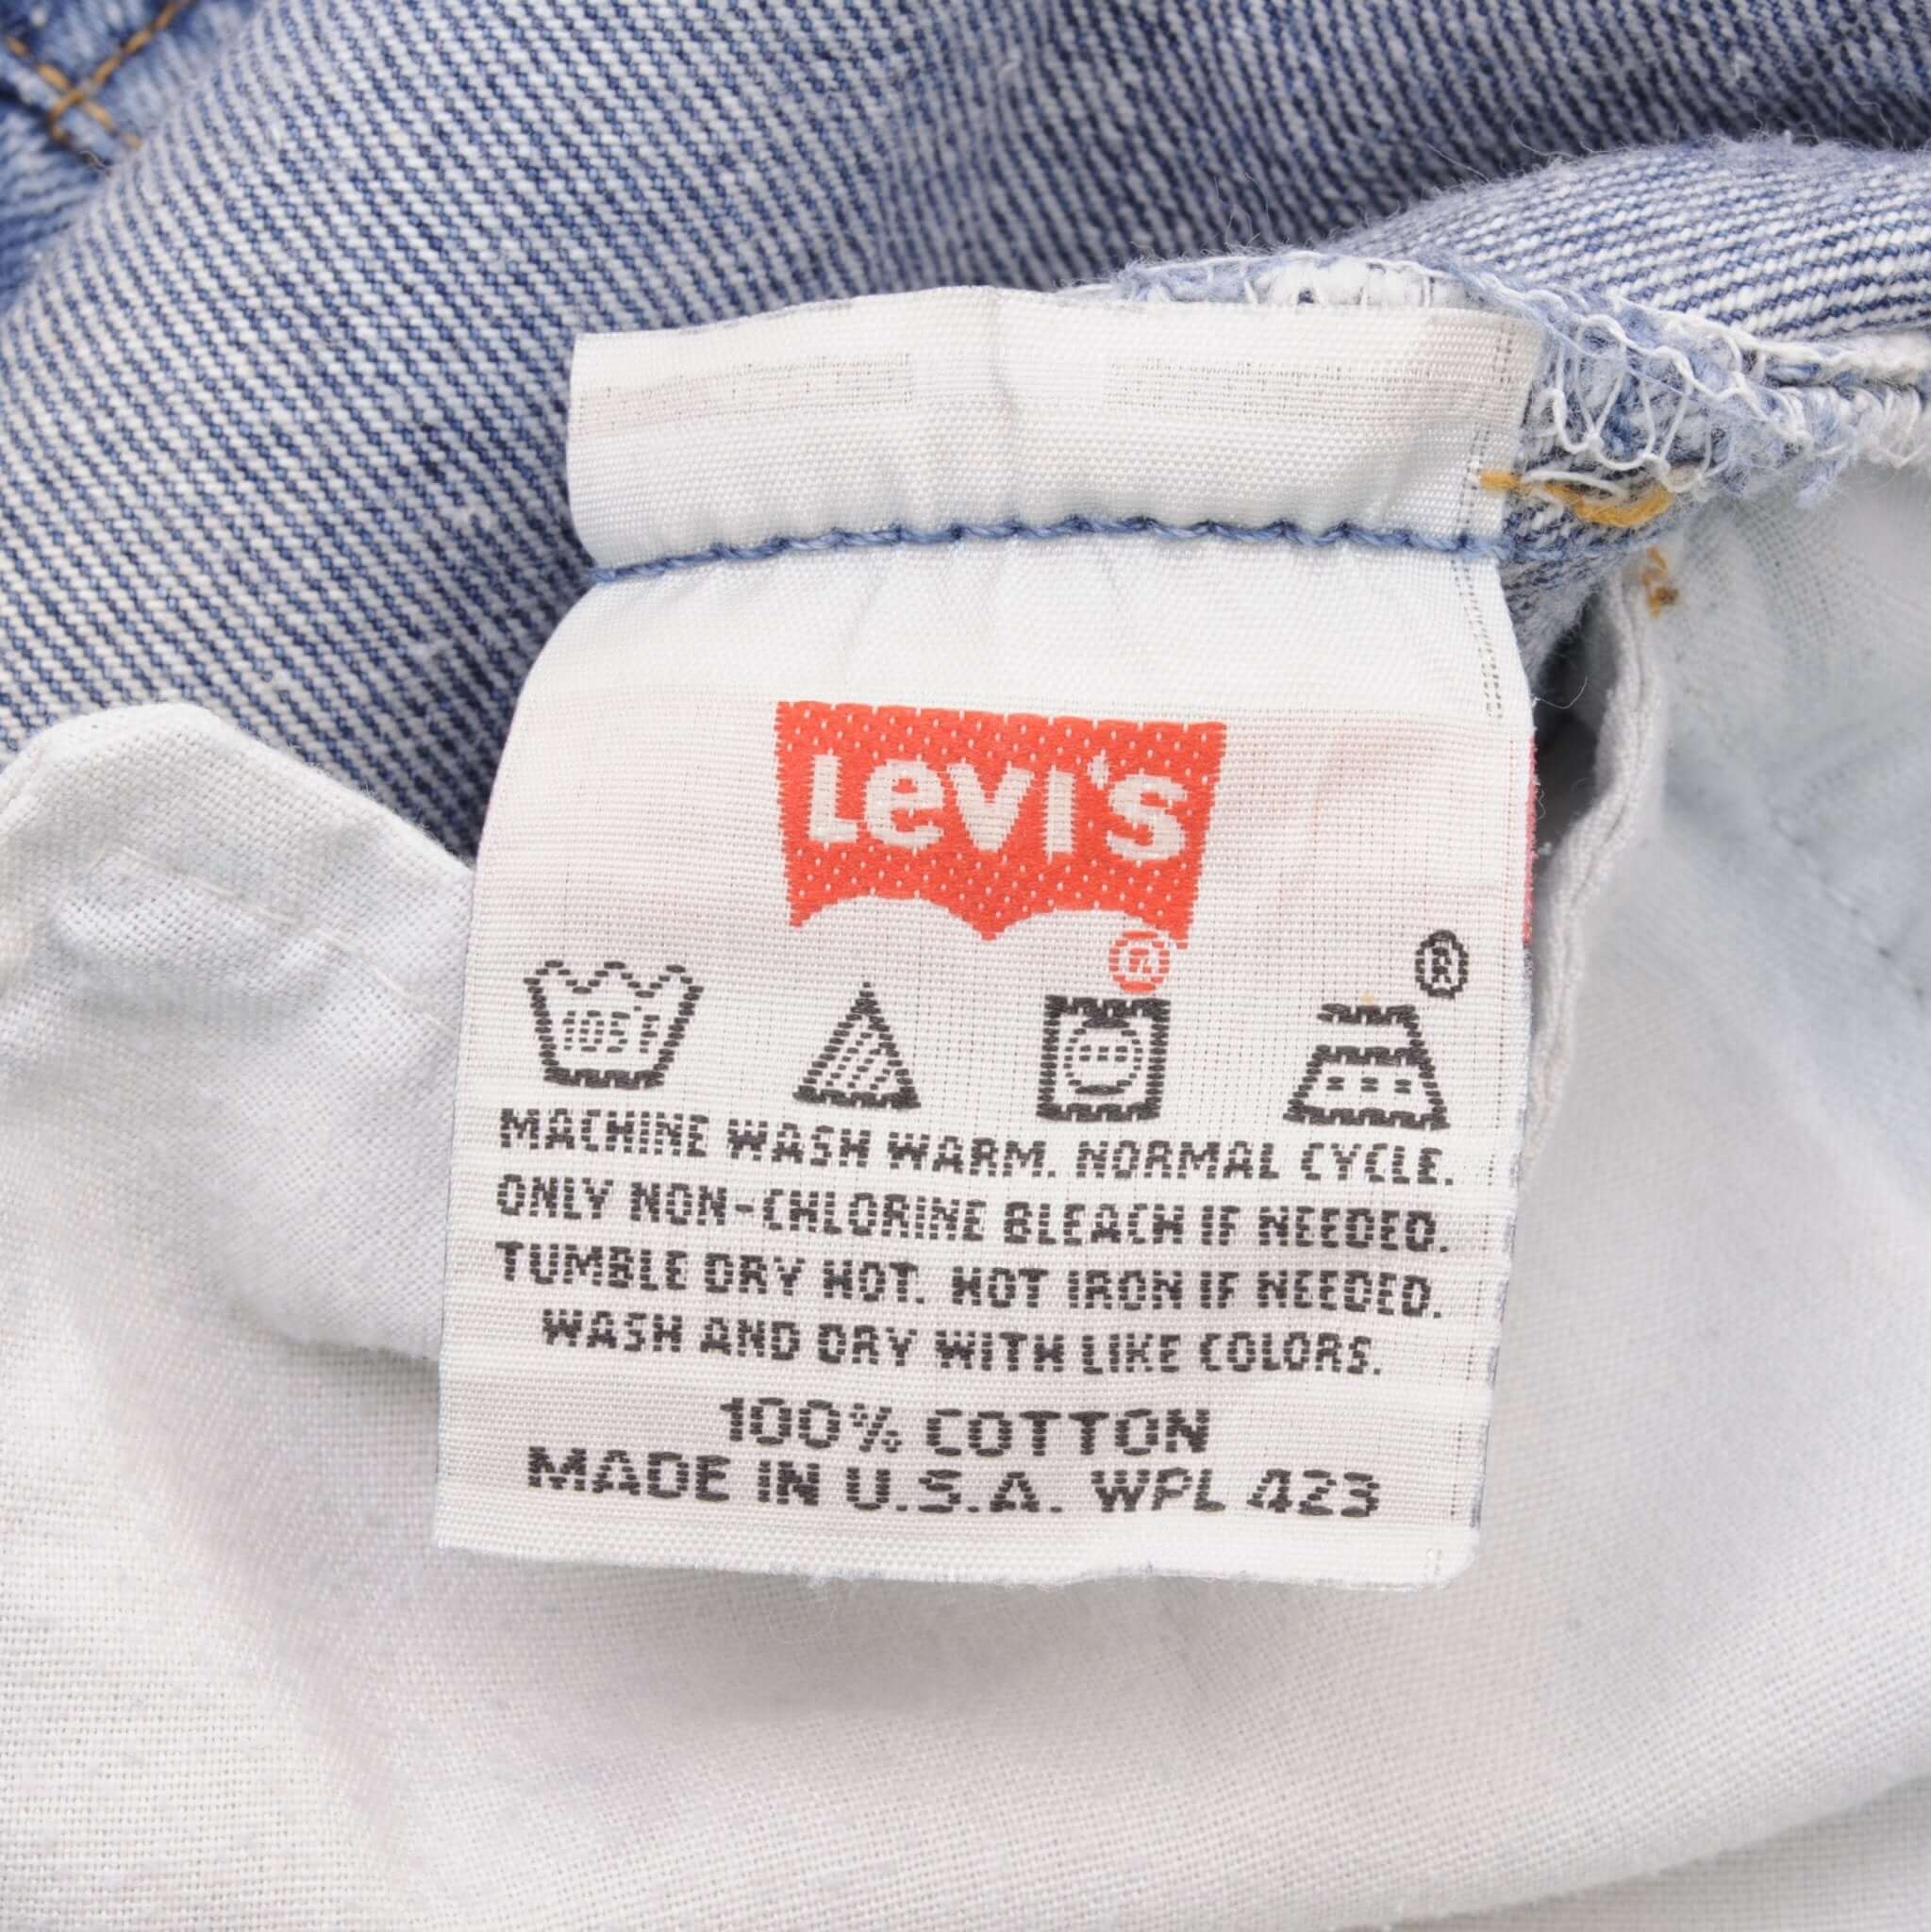 Levi's
®
®
105°F
MACHINE WASH WARM. NORMAL CYCLE.
ONLY NON-CHLORINE BLEACH IF NEEDED.
TUMBLE DRY HOT. HOT IRON IF NEEDED.
WASH AND DRY WITH LIKE COLORS.
100% COTTON
MADE IN U.S.A. WPL 423